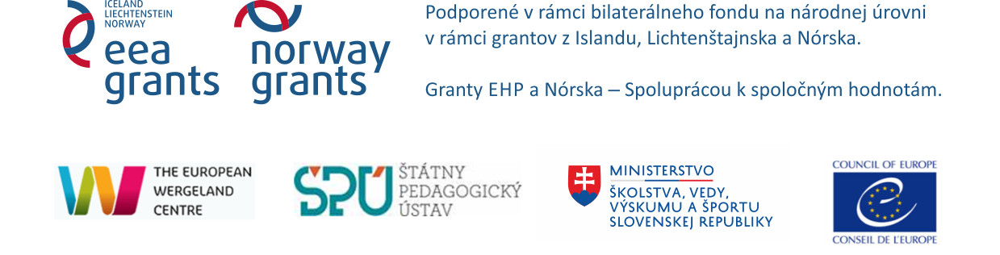 ICELAND
LIECHTENSTEIN
NORWAY
eea
grants
norway
grants
Podporené v rámci bilaterálneho fondu na národnej úrovni
v rámci grantov z Islandu, Lichtenštajnska a Nórska.
Granty EHP a Nórska – Spoluprácou k spoločným hodnotám.
THE EUROPEAN
WERGELAND
CENTRE
ŠPÚ
ŠTÁTNY
PEDAGOGICKÝ
ÚSTAV
MINISTERSTVO
ŠKOLSTVA, VEDY,
VÝSKUMU A ŠPORTU
SLOVENSKEJ REPUBLIKY
COUNCIL OF EUROPE
CONSEIL DE L'EUROPE